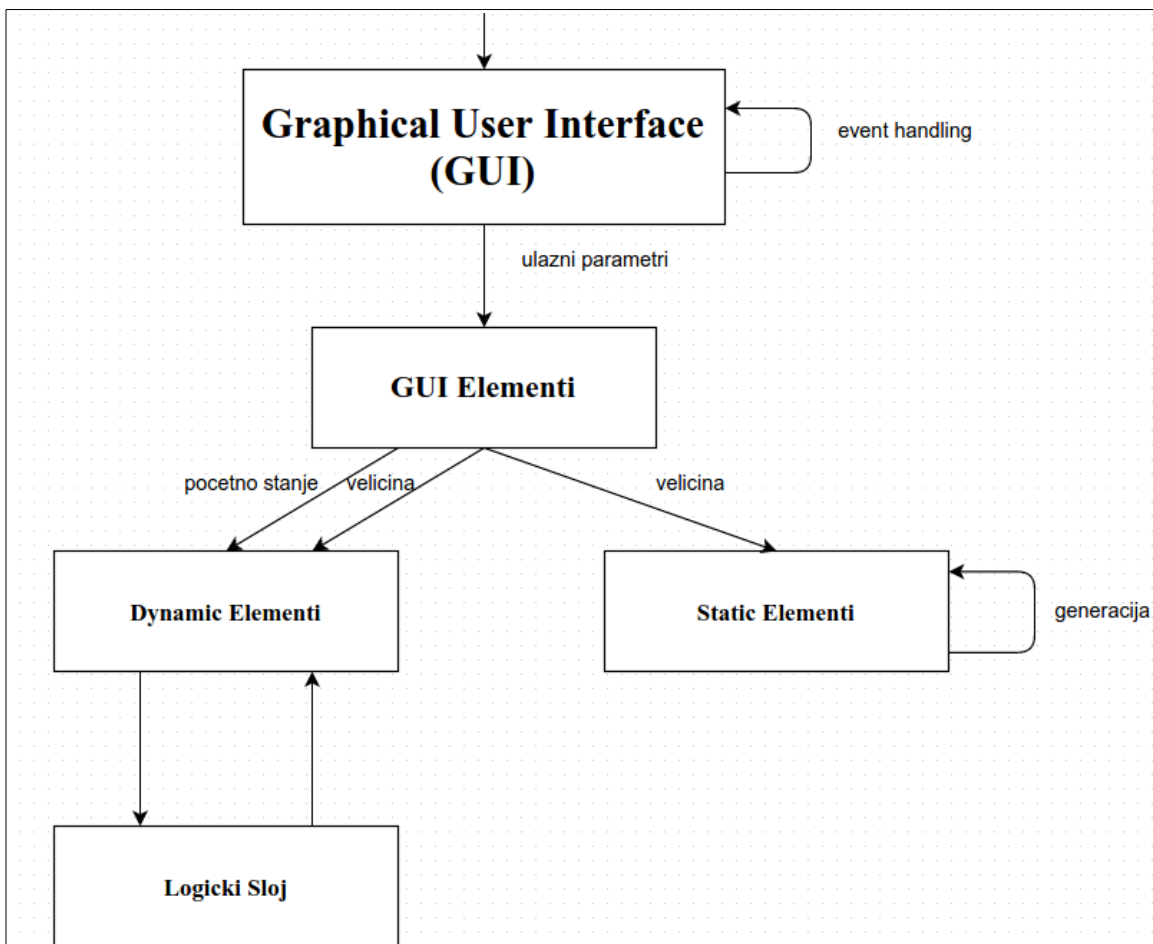 Graphical User Interface
(GUI)
event handling
ulazni parametri
GUI Elementi
pocetno stanje
velicina
velicina
Dynamic Elementi
Static Elementi
generacija
Logicki Sloj